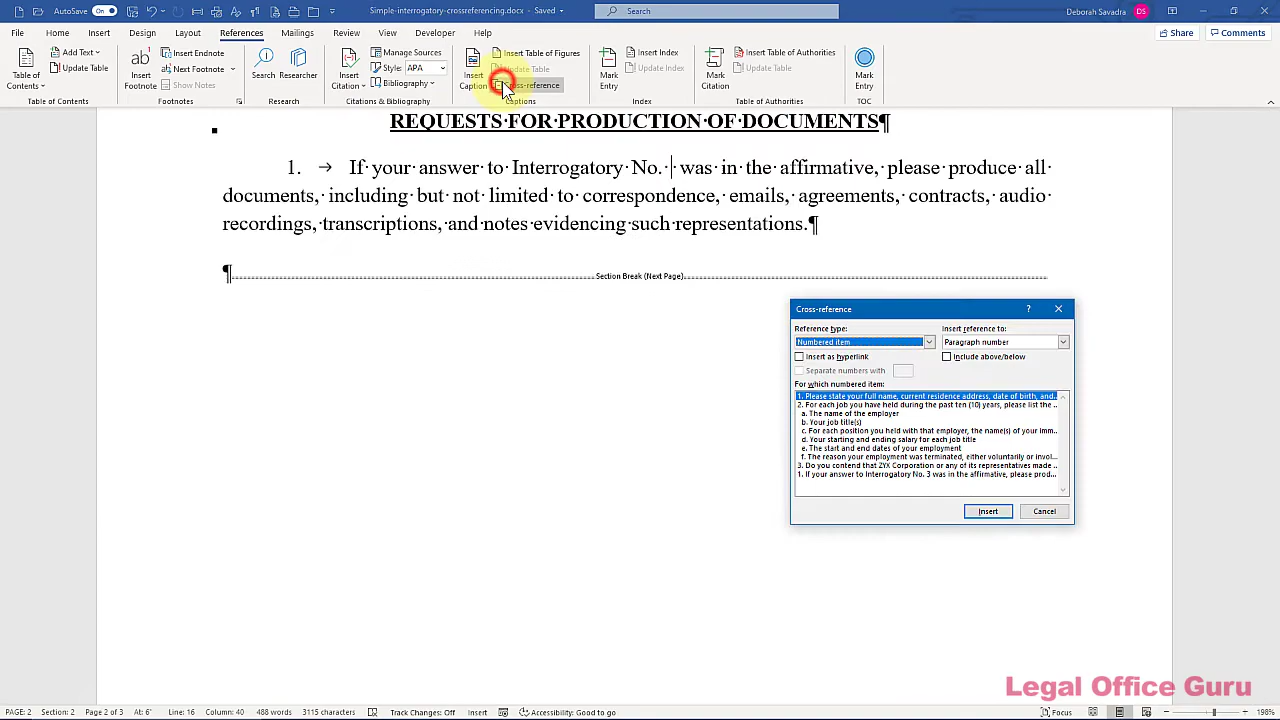 AutoSave On
Simple-interrogatory-crossreferencing.docx - Saved
Search
Deborah Savadra DS
File Home Insert Design Layout References Mailings Review View Developer Help
Share Comments
Table of Contents
Add Text
Update Table
Table of Contents
ab Insert Footnote
Insert Endnote
Next Footnote
Show Notes
Footnotes
Search
Researcher
Research
Insert Citation
Manage Sources
Style: APA
Bibliography
Citations & Bibliography
Insert Caption
Insert Table of Figures
Update Table
Cross-reference
Captions
Mark Entry
Insert Index
Update Index
Index
Mark Citation
Insert Table of Authorities
Update Table
Table of Authorities
Mark Entry
TOC
REQUESTS·FOR·PRODUCTION·OF·DOCUMENTS¶
1. → If·your·answer·to·Interrogatory·No.··was·in·the·affirmative,·please·produce·all·
documents,·including·but·not·limited·to·correspondence,·emails,·agreements,·contracts,·audio·
recordings,·transcriptions,·and·notes·evidencing·such·representations.¶
¶ Section Break (Next Page)
Cross-reference ?
Reference type: Insert reference to:
Numbered item Paragraph number
Insert as hyperlink Include above/below
Separate numbers with
For which numbered item:
1. Please state your full name, current residence address, date of birth, and...
2. For each job you have held during the past ten (10) years, please list the ...
a. The name of the employer
b. Your job title(s)
c. For each position you held with that employer, the name(s) of your imm...
d. Your starting and ending salary for each job title
e. The start and end dates of your employment
f. The reason your employment was terminated, either voluntarily or invol...
3. Do you contend that ZYX Corporation or any of its representatives made ...
1. If your answer to Interrogatory No. 3 was in the affirmative, please prod...
Insert Cancel
Legal Office Guru
PAGE: 2 Section: 2 Page 2 of 3 At: 6" Line: 16 Column: 40 488 words 3115 characters Track Changes: Off Insert Accessibility: Good to go Focus 198%